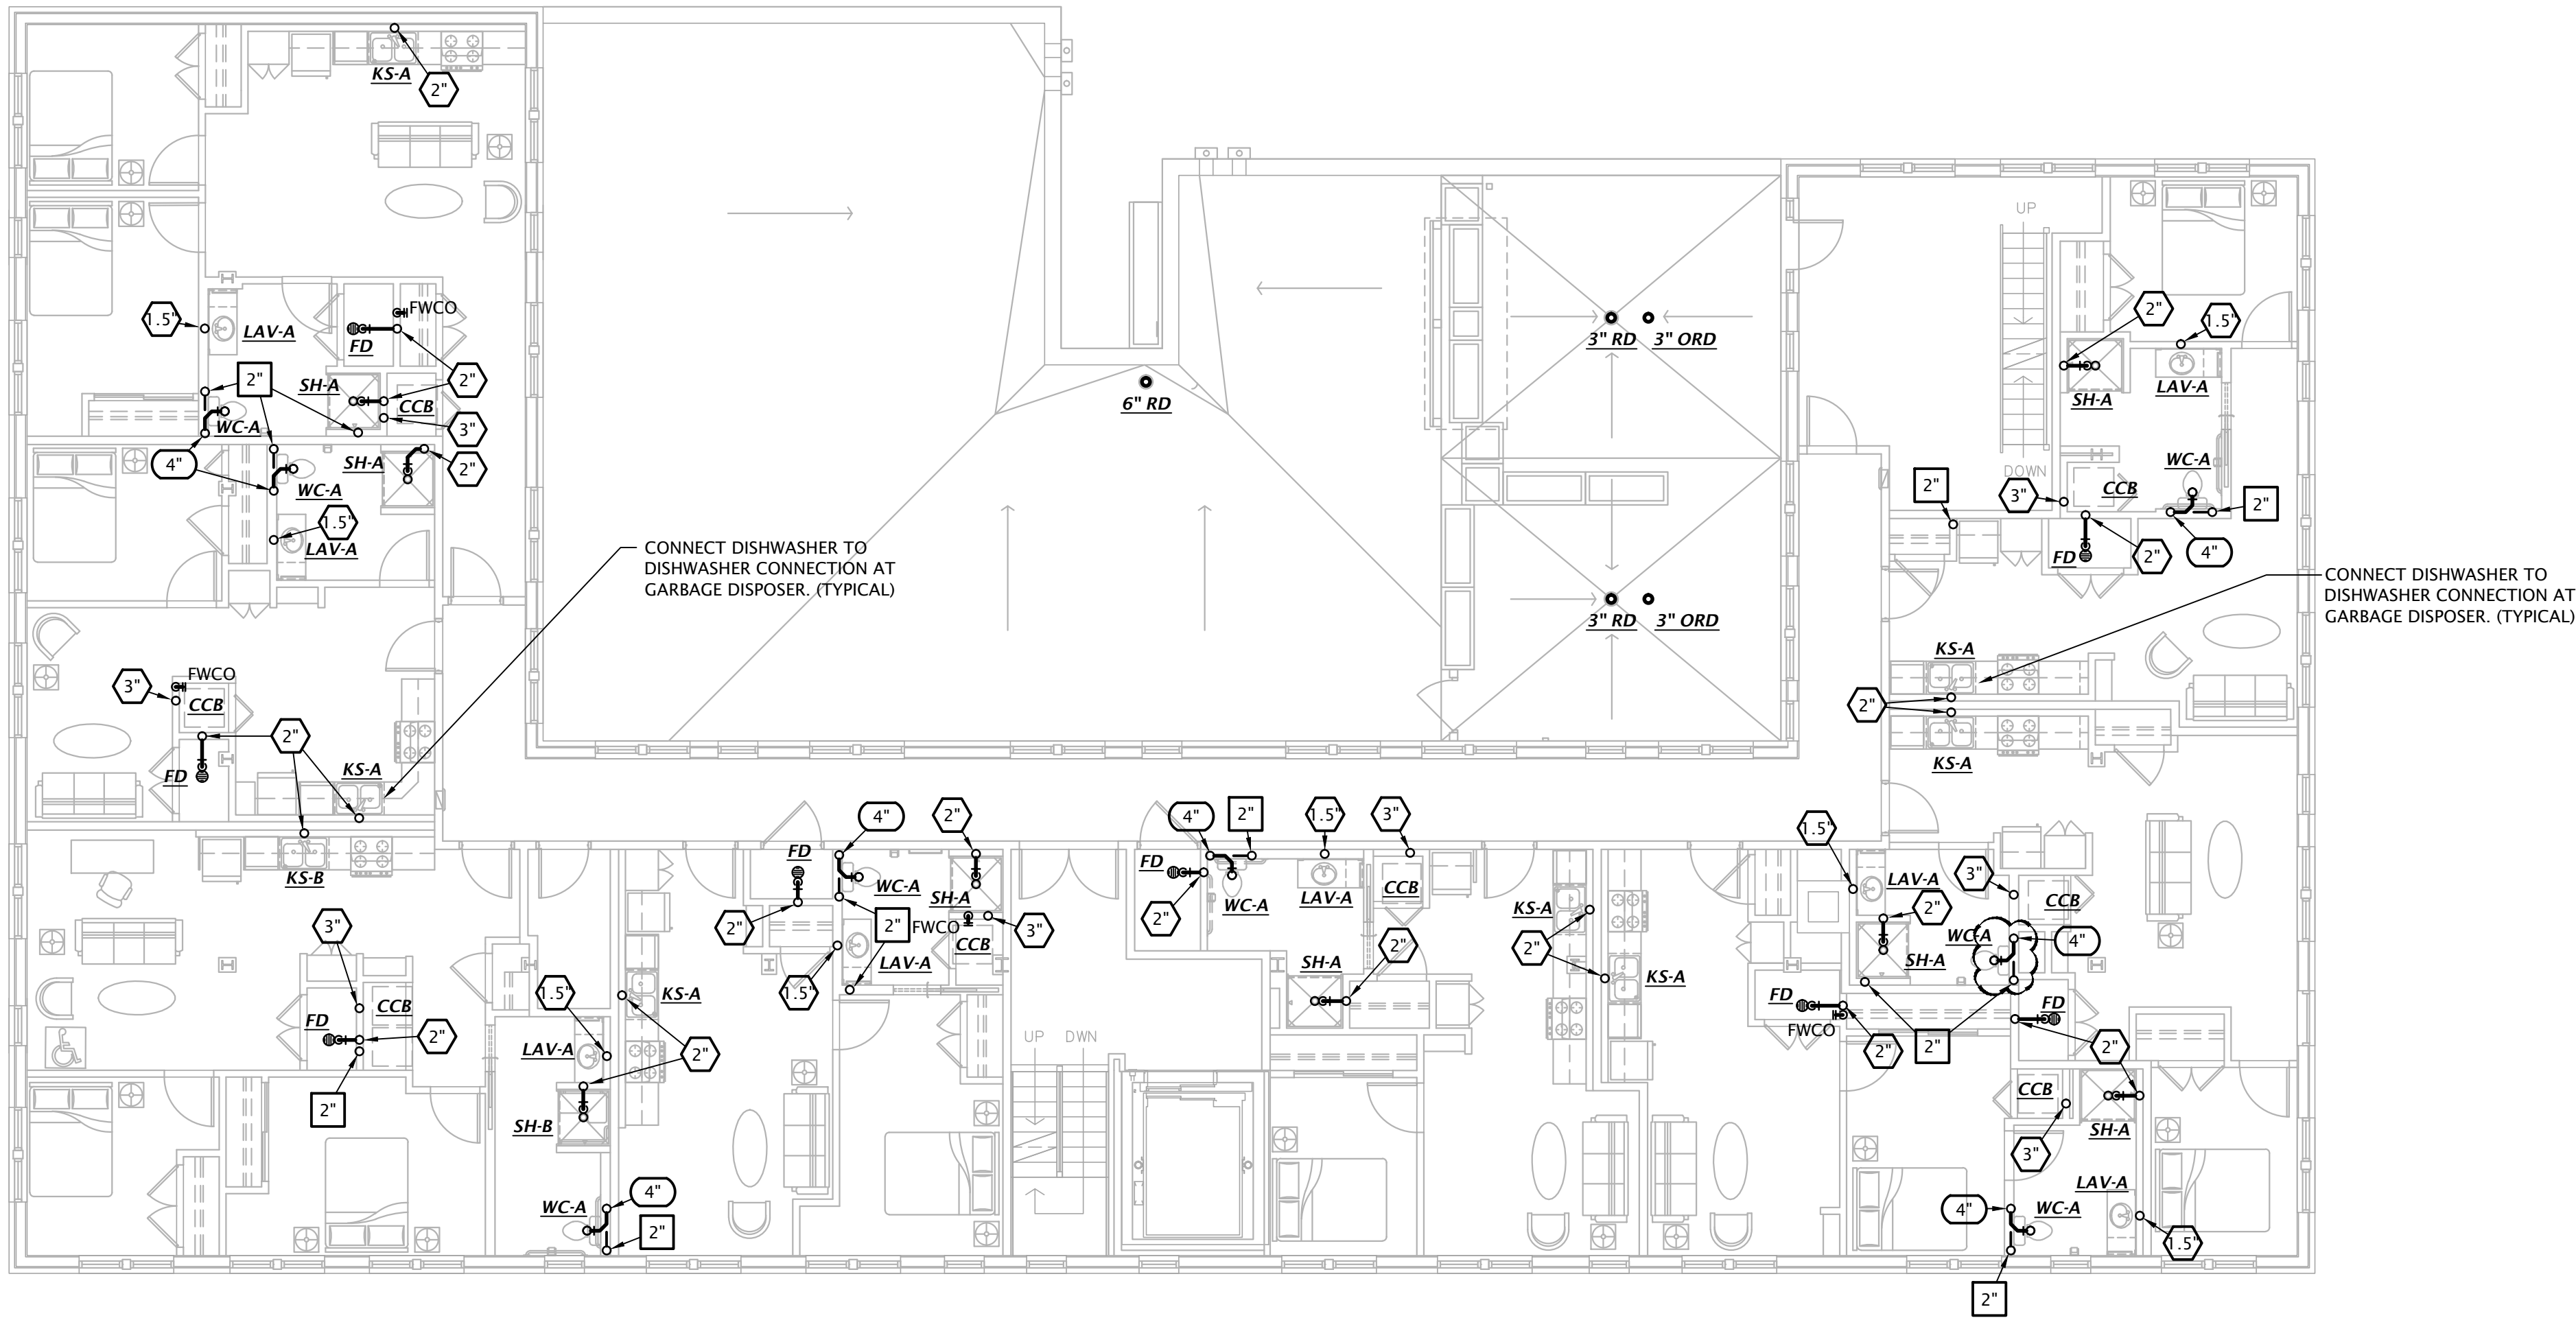 KS-A
2"
1.5"
LAV-A
FWCO
FD
2"
SH-A
2"
CCB
WC-A
3"
4"
SH-A
2"
WC-A
1.5"
LAV-A
CONNECT DISHWASHER TO
DISHWASHER CONNECTION AT
GARBAGE DISPOSER. (TYPICAL)
3"
FWCO
CCB
2"
FD
KS-A
KS-B
3"
FD
CCB
2"
2"
6" RD
3" RD
3" ORD
3" RD
3" ORD
UP
2"
1.5"
SH-A
LAV-A
DOWN
WC-A
2"
3"
CCB
2"
FD
2"
4"
CONNECT DISHWASHER TO
DISHWASHER CONNECTION AT
GARBAGE DISPOSER. (TYPICAL)
KS-A
2"
KS-A
1.5"
KS-A
LAV-A
2"
SH-B
WC-A
4"
2"
FD
4"
2"
WC-A
SH-A
2"
2"
FWCO
3"
CCB
LAV-A
1.5"
UP
DWN
4"
2"
1.5"
3"
FD
WC-A
LAV-A
CCB
2"
2"
SH-A
KS-A
2"
KS-A
1.5"
LAV-A
3"
CCB
2"
WC-A
4"
SH-A
FD
FD
FWCO
2"
2"
2"
CCB
SH-A
3"
LAV-A
4"
WC-A
1.5"
2"